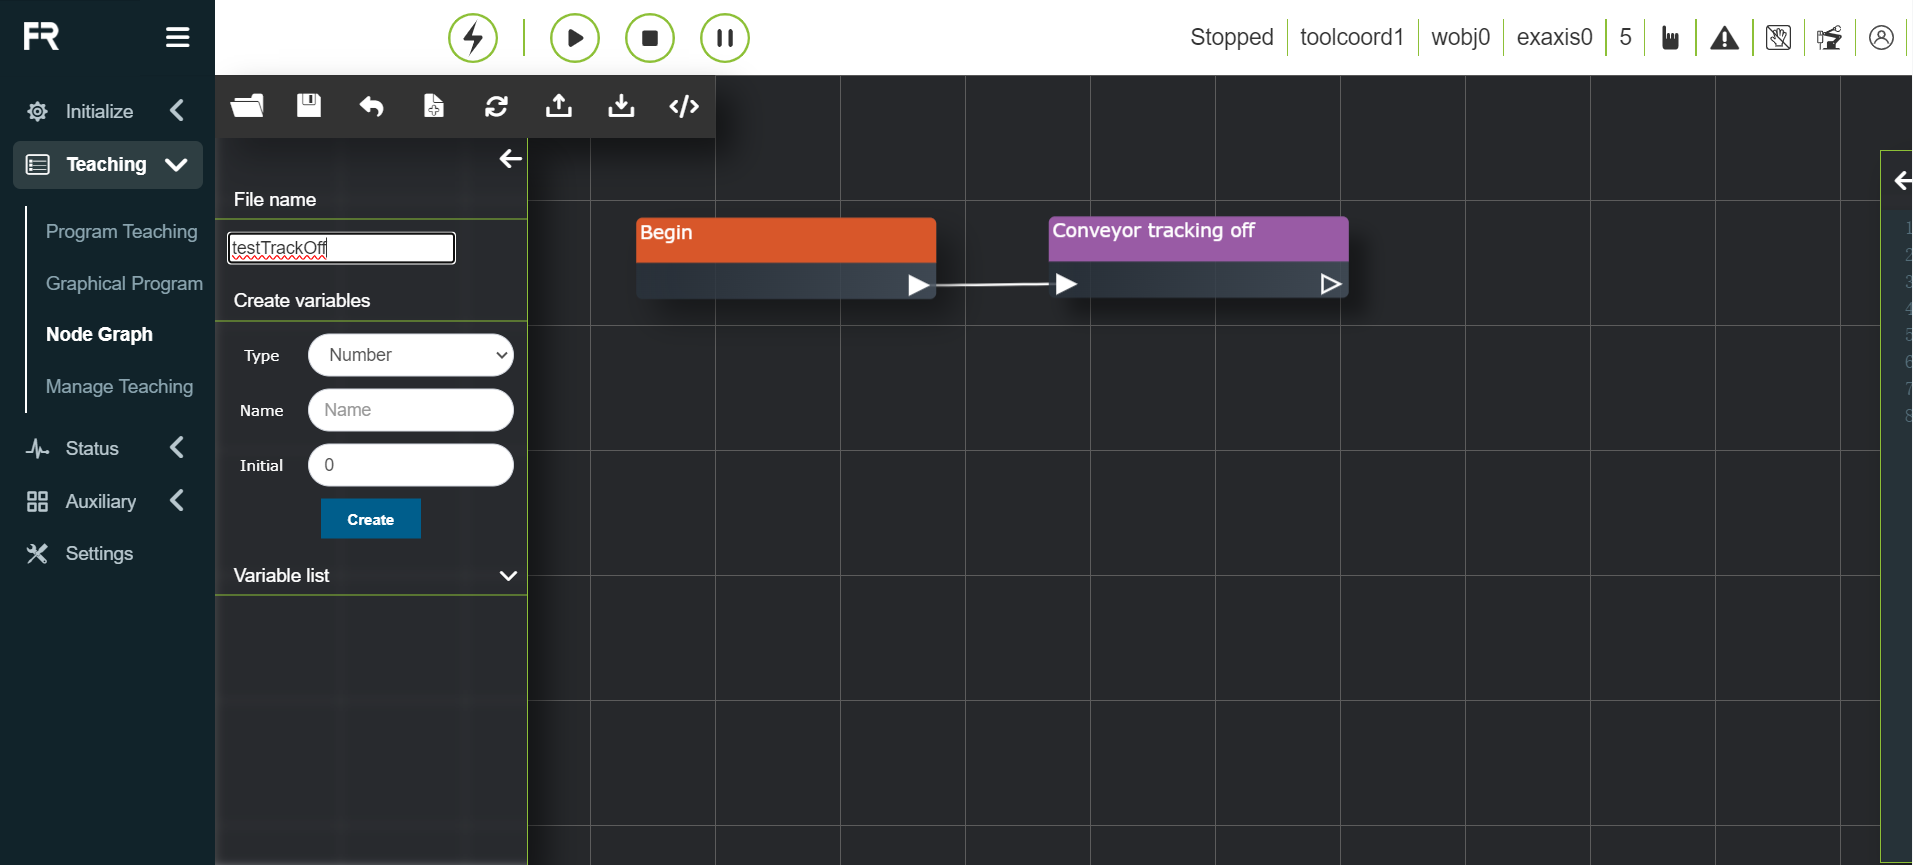 FR
Stopped toolcoord1 wobj0 exaxis0 5
Initialize
Teaching
Program Teaching
Graphical Program
Node Graph
Manage Teaching
Status
Auxiliary
Settings
File name
testTrackOff
Create variables
Type Number
Name Name
Initial 0
Create
Variable list
Begin
Conveyor tracking off
1
2
3
4
5
6
7
8